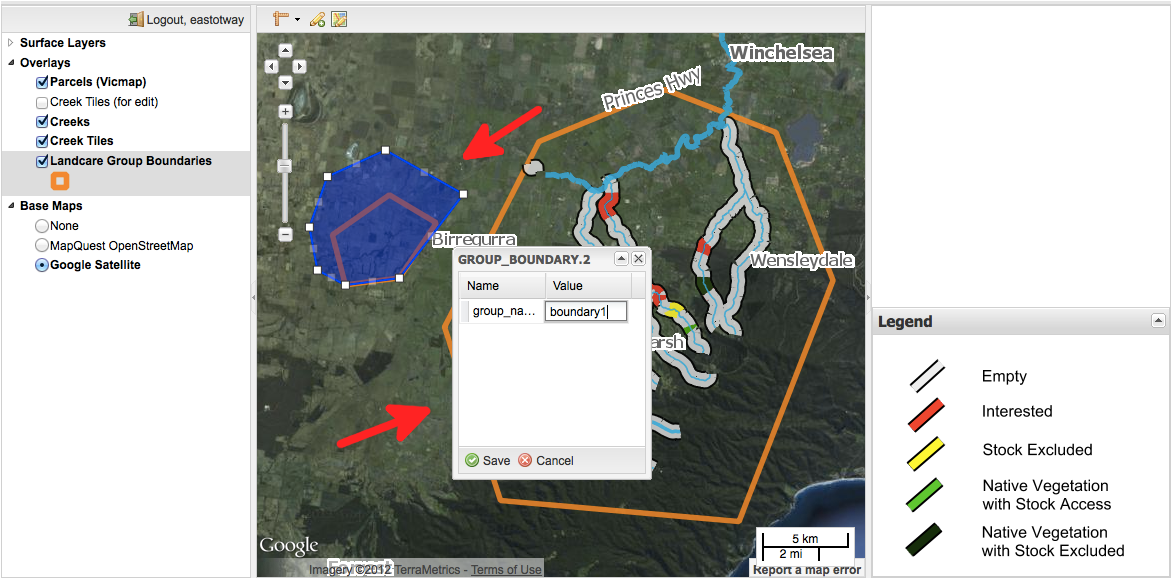 Logout, eastotway
Surface Layers
Overlays
Parcels (Vicmap)
Creek Tiles (for edit)
Creeks
Creek Tiles
Landcare Group Boundaries
Base Maps
None
MapQuest OpenStreetMap
Google Satellite
Winchelsea
Princes Hwy
Birregurra
Wensleydale
arsh
GROUP_BOUNDARY.2
Name Value
group_na... boundary1
Save Cancel
Google
5 km
2 mi
Imagery ©2012 TerraMetrics - Terms of Use
Report a map error
Legend
Empty
Interested
Stock Excluded
Native Vegetation
with Stock Access
Native Vegetation
with Stock Excluded